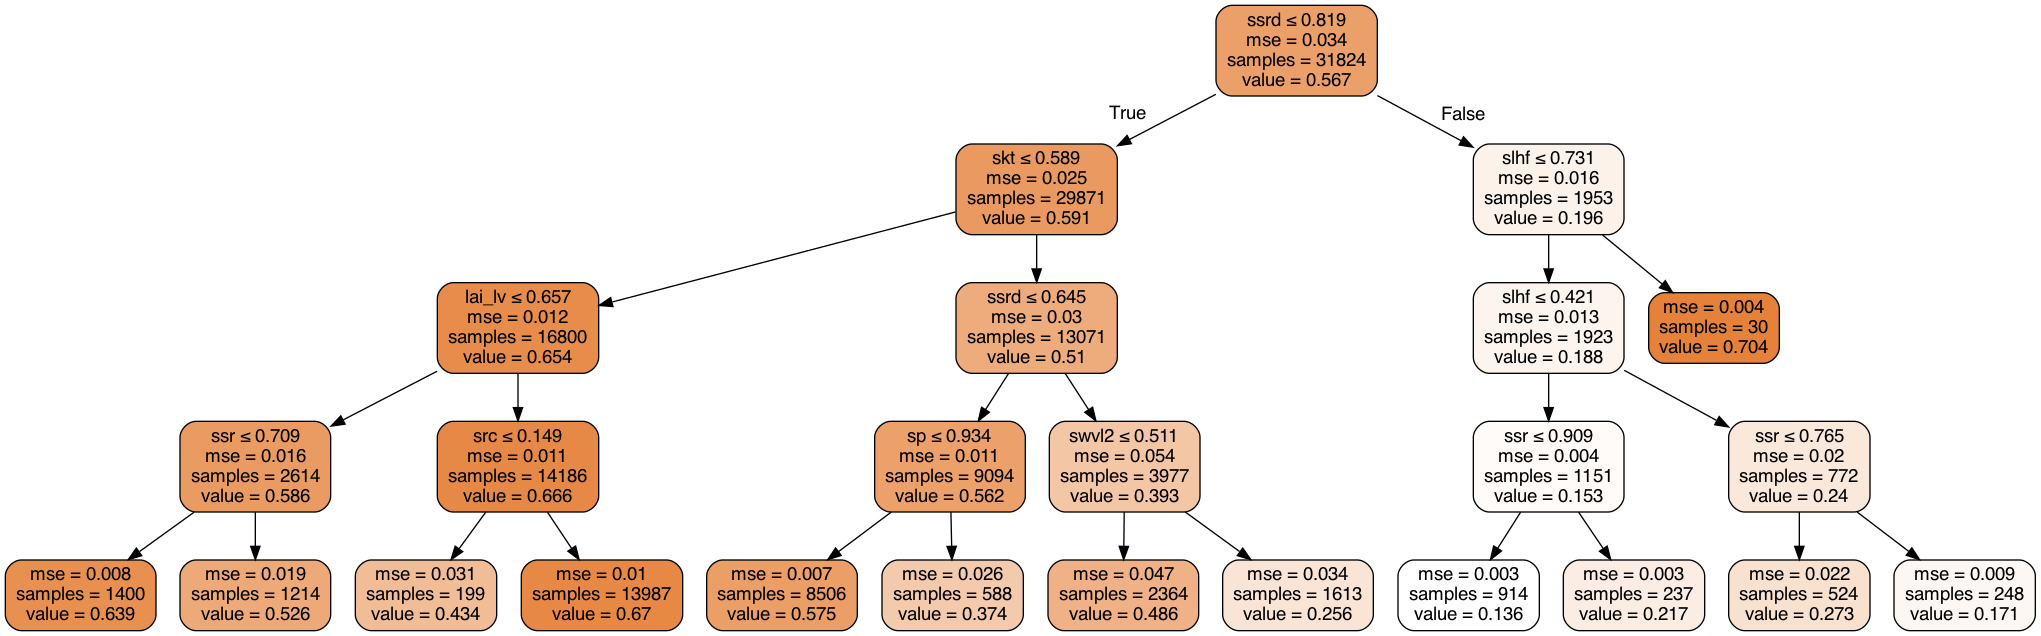 ssrd ≤ 0.819
mse = 0.034
samples = 31824
value = 0.567
True
False
skt ≤ 0.589
mse = 0.025
samples = 29871
value = 0.591
slhf ≤ 0.731
mse = 0.016
samples = 1953
value = 0.196
lai_lv ≤ 0.657
mse = 0.012
samples = 16800
value = 0.654
ssrd ≤ 0.645
mse = 0.03
samples = 13071
value = 0.51
slhf ≤ 0.421
mse = 0.013
samples = 1923
value = 0.188
mse = 0.004
samples = 30
value = 0.704
ssr ≤ 0.709
mse = 0.016
samples = 2614
value = 0.586
src ≤ 0.149
mse = 0.011
samples = 14186
value = 0.666
sp ≤ 0.934
mse = 0.011
samples = 9094
value = 0.562
swvl2 ≤ 0.511
mse = 0.054
samples = 3977
value = 0.393
ssr ≤ 0.909
mse = 0.004
samples = 1151
value = 0.153
ssr ≤ 0.765
mse = 0.02
samples = 772
value = 0.24
mse = 0.008
samples = 1400
value = 0.639
mse = 0.019
samples = 1214
value = 0.526
mse = 0.031
samples = 199
value = 0.434
mse = 0.01
samples = 13987
value = 0.67
mse = 0.007
samples = 8506
value = 0.575
mse = 0.026
samples = 588
value = 0.374
mse = 0.047
samples = 2364
value = 0.486
mse = 0.034
samples = 1613
value = 0.256
mse = 0.003
samples = 914
value = 0.136
mse = 0.003
samples = 237
value = 0.217
mse = 0.022
samples = 524
value = 0.273
mse = 0.009
samples = 248
value = 0.171